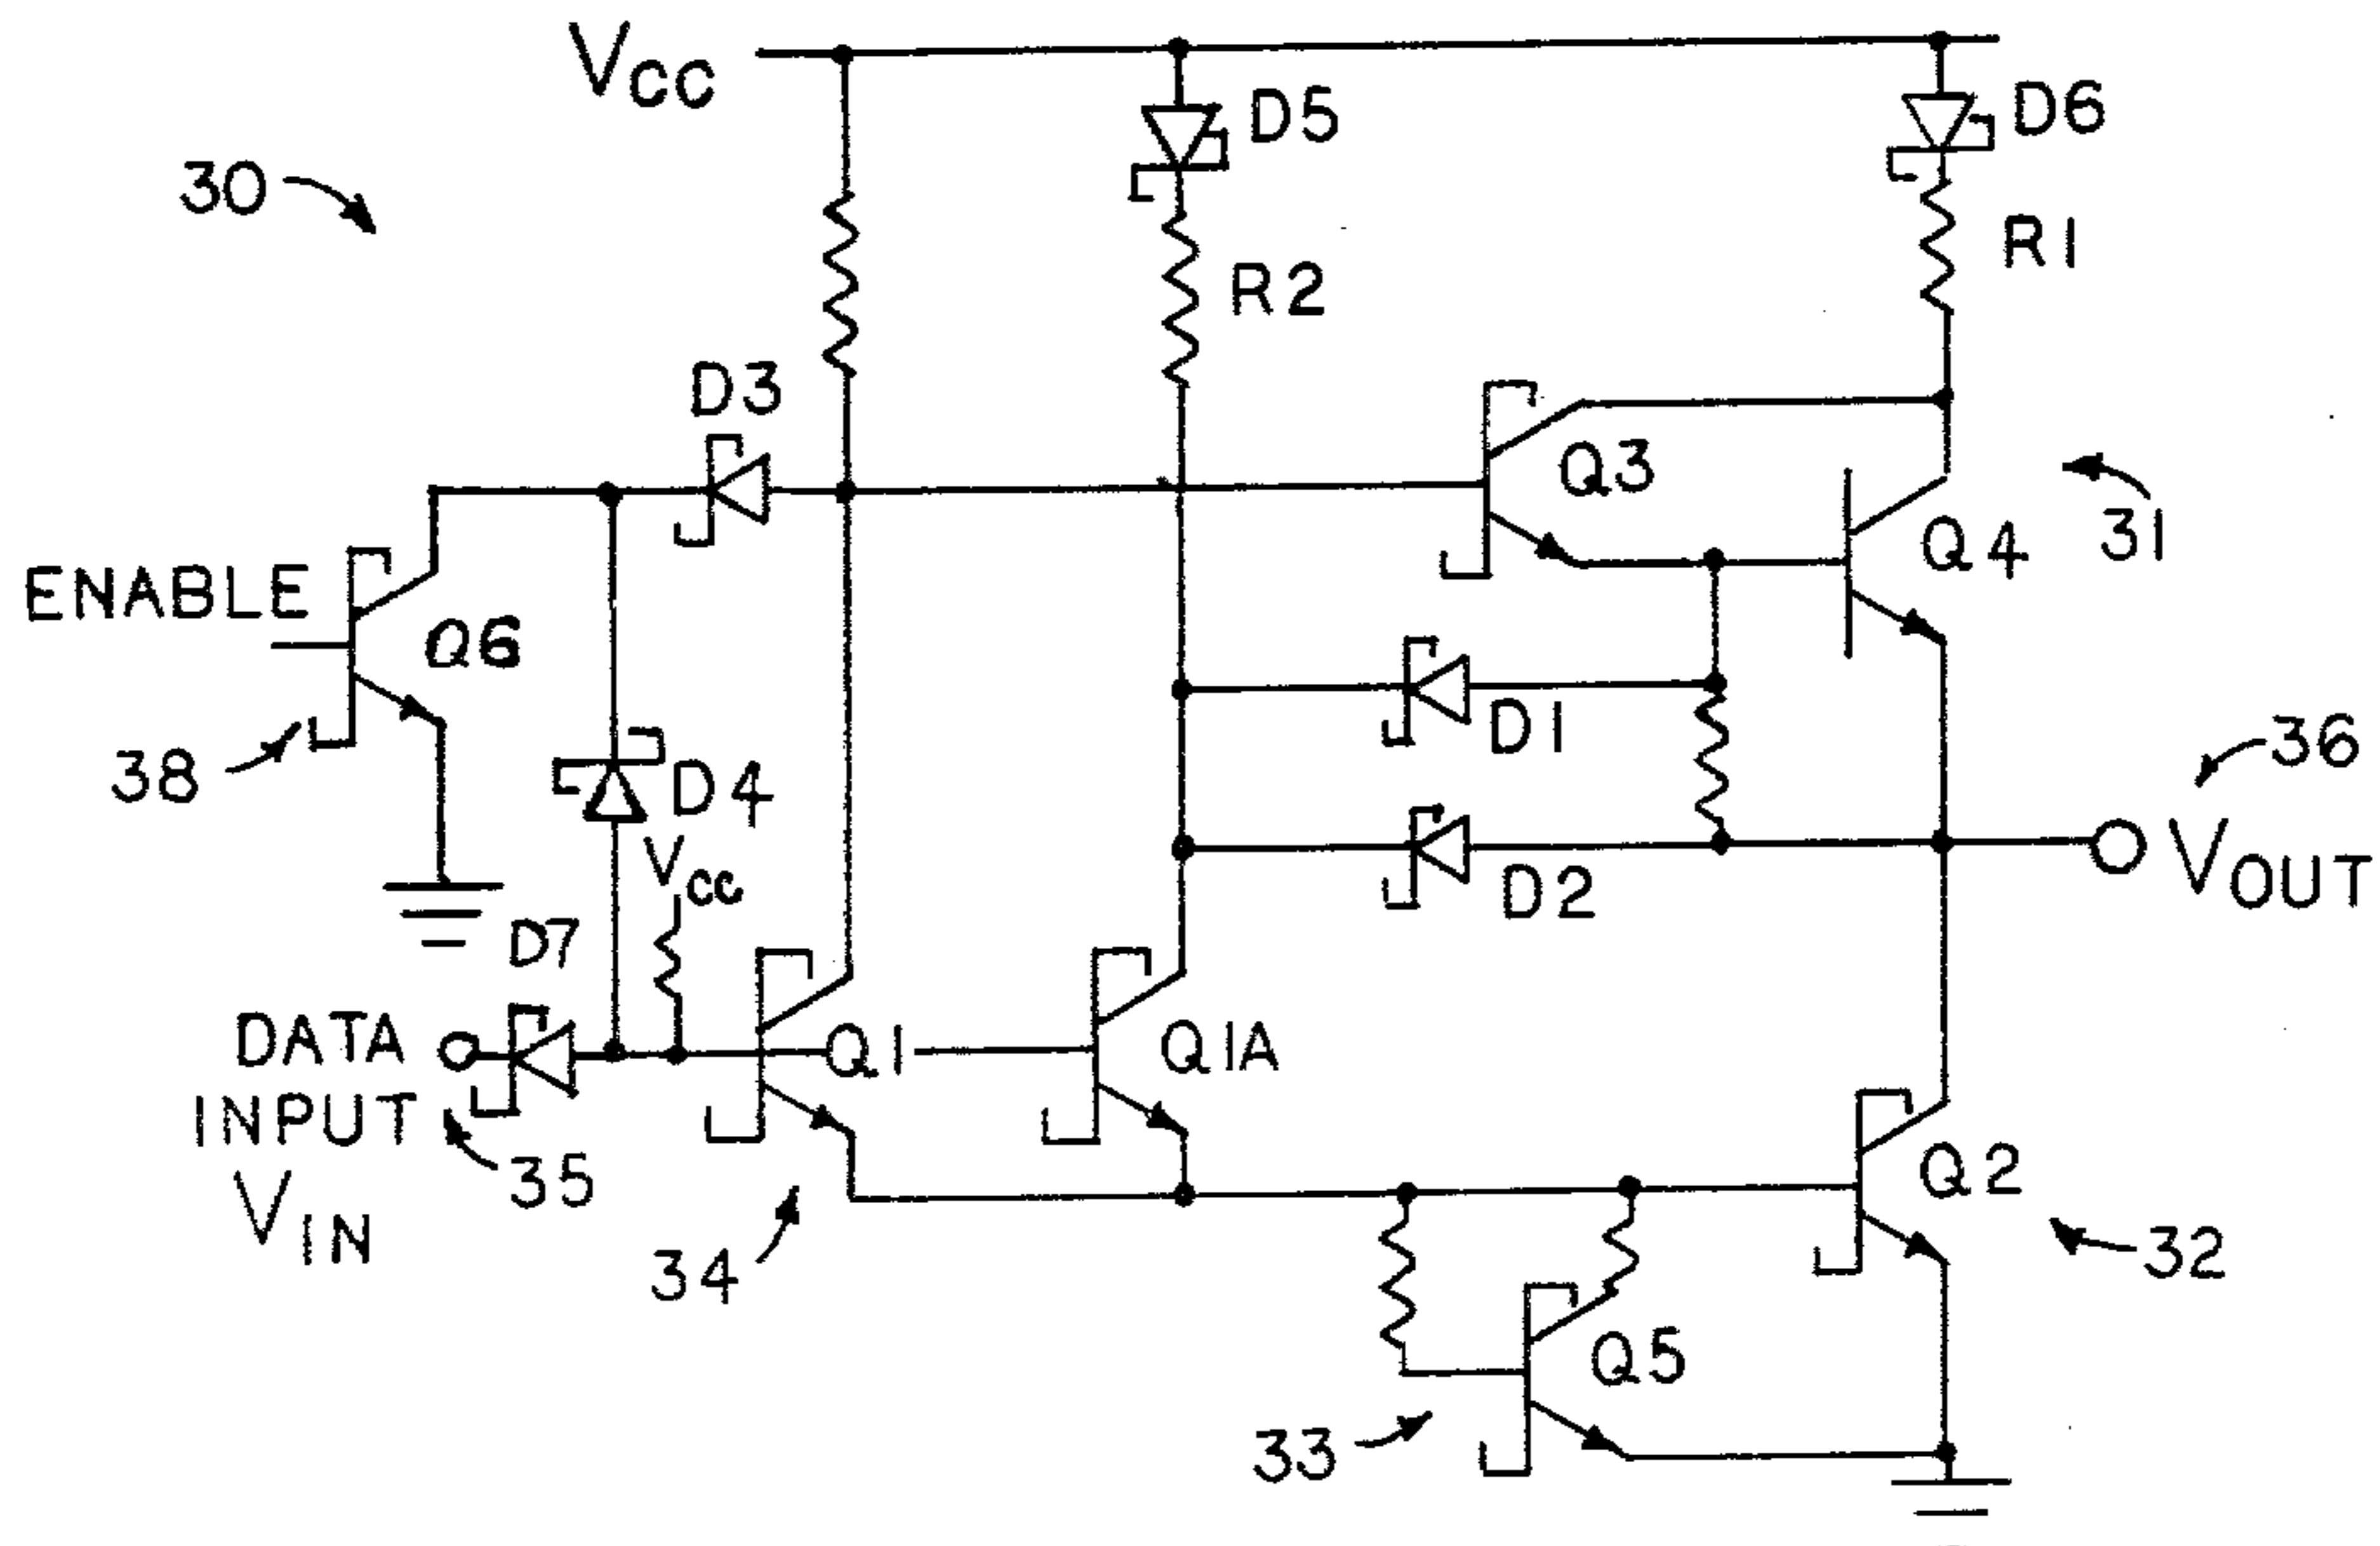 VCC
D5
D6
30
R1
R2
D3
Q3
31
Q4
ENABLE
Q6
D1
36
38
D4
VCC
VOUT
D2
D7
DATA
INPUT
VIN
Q1
Q1A
35
Q2
34
32
Q5
33